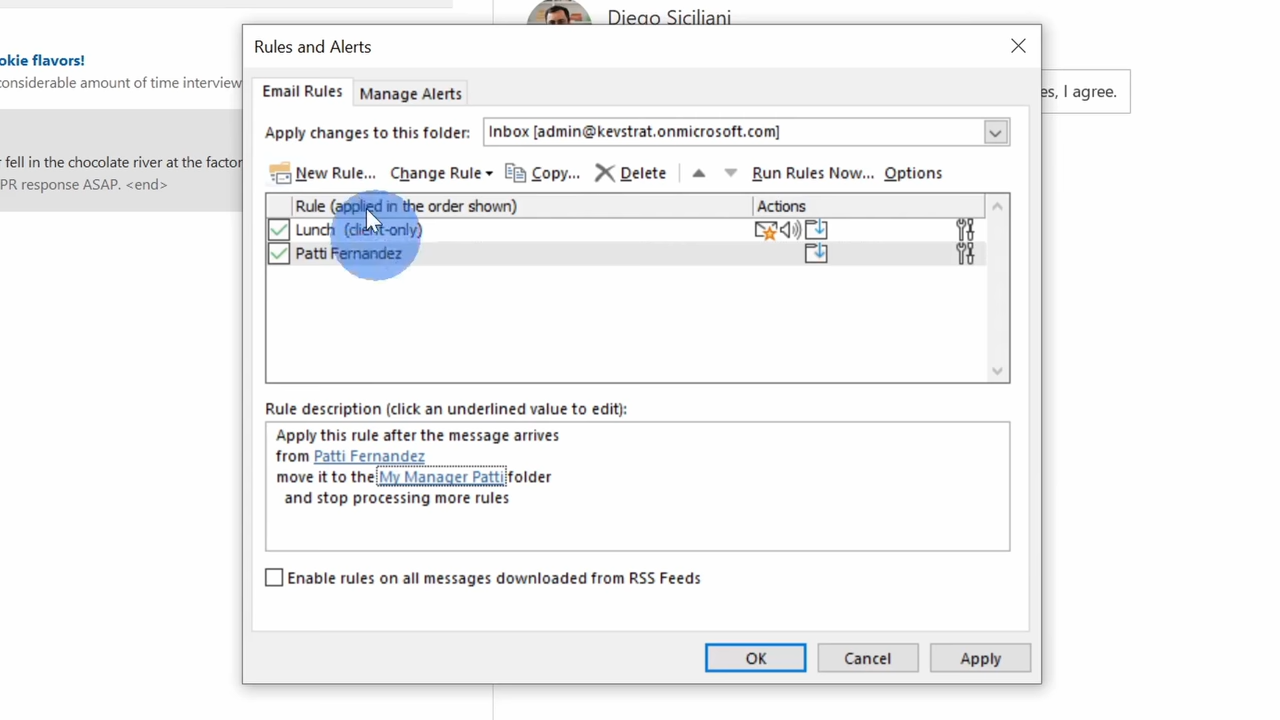 Diego Siciliani
Rules and Alerts
okie flavors!
considerable amount of time interview
Email Rules
Manage Alerts
es, I agree.
Apply changes to this folder:
Inbox [admin@kevstrat.onmicrosoft.com]
fell in the chocolate river at the factor
PR response ASAP. <end>
New Rule... Change Rule Copy... Delete Run Rules Now... Options
Rule (applied in the order shown)
Actions
Lunch (client-only)
Patti Fernandez
Rule description (click an underlined value to edit):
Apply this rule after the message arrives
from Patti Fernandez
move it to the My Manager Patti folder
and stop processing more rules
Enable rules on all messages downloaded from RSS Feeds
OK
Cancel
Apply